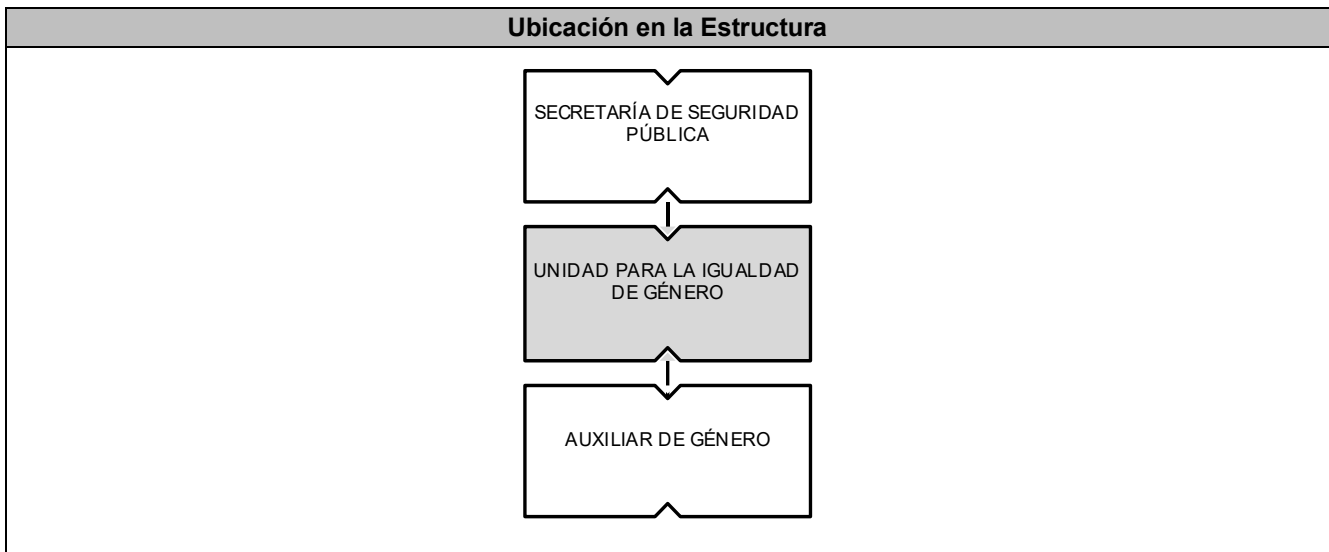 Ubicación en la Estructura
SECRETARÍA DE SEGURIDAD
PÚBLICA
UNIDAD PARA LA IGUALDAD
DE GÉNERO
AUXILIAR DE GÉNERO